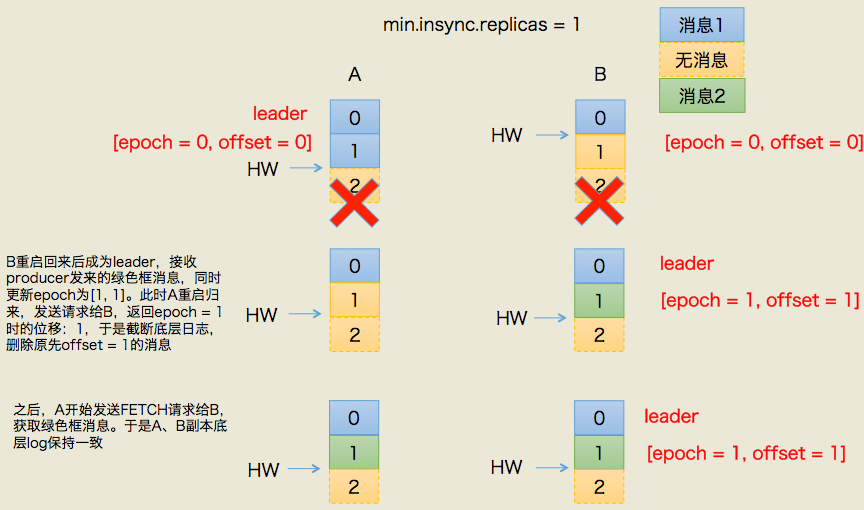 min.insync.replicas = 1
消息1
无消息
消息2
A
B
leader
[epoch = 0, offset = 0]
HW
0
1
2
HW
0
1
2
[epoch = 0, offset = 0]
B重启回来后成为leader，接收
producer发来的绿色框消息，同时
更新epoch为[1, 1]。此时A重启归
来，发送请求给B，返回epoch = 1
时的位移：1，于是截断底层日志，
删除原先offset = 1的消息
HW
0
1
2
HW
0
1
2
leader
[epoch = 1, offset = 1]
之后，A开始发送FETCH请求给B，
获取绿色框消息。于是A、B副本底
层log保持一致
HW
0
1
2
HW
0
1
2
leader
[epoch = 1, offset = 1]